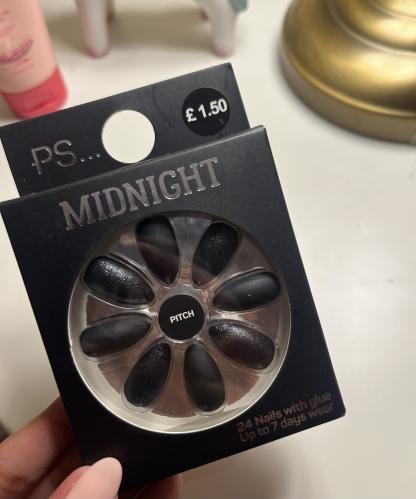 £1.50
PS...
MIDNIGHT
PITCH
24 Nails with glue
Up to 7 days wear